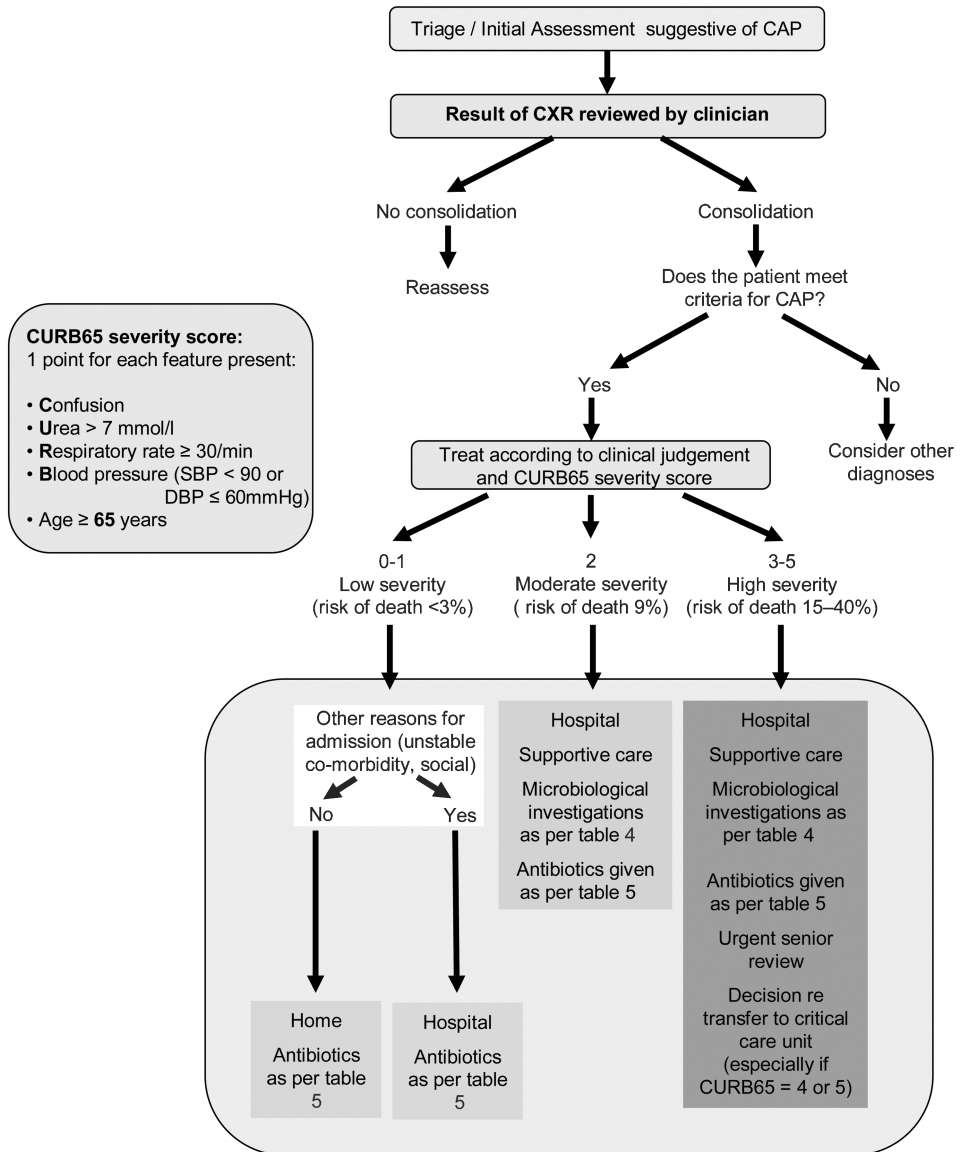 Triage / Initial Assessment suggestive of CAP
Result of CXR reviewed by clinician
No consolidation
Consolidation
Reassess
Does the patient meet
criteria for CAP?
CURB65 severity score:
1 point for each feature present:
• Confusion
• Urea > 7 mmol/l
• Respiratory rate ≥ 30/min
• Blood pressure (SBP < 90 or
DBP ≤ 60mmHg)
• Age ≥ 65 years
Yes
No
Treat according to clinical judgement
and CURB65 severity score
Consider other
diagnoses
0-1
Low severity
(risk of death <3%)
2
Moderate severity
( risk of death 9%)
3-5
High severity
(risk of death 15–40%)
Other reasons for
admission (unstable
co-morbidity, social)
No
Yes
Home
Antibiotics
as per table
5
Hospital
Antibiotics
as per table
5
Hospital
Supportive care
Microbiological
investigations
as per table 4
Antibiotics given
as per table 5
Hospital
Supportive care
Microbiological
investigations as
per table 4
Antibiotics given
as per table 5
Urgent senior
review
Decision re
transfer to critical
care unit
(especially if
CURB65 = 4 or 5)